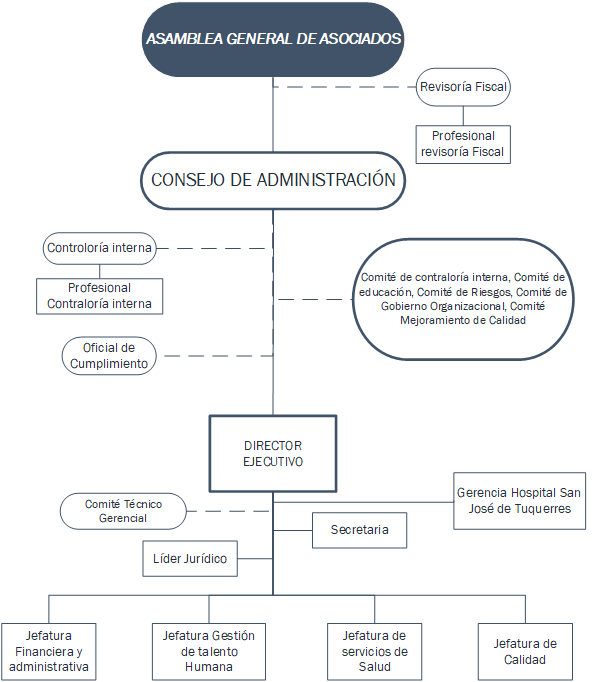 ASAMBLEA GENERAL DE ASOCIADOS
Revisoría Fiscal
Profesional
revisoría Fiscal
CONSEJO DE ADMINISTRACIÓN
Controloría interna
Profesional
Contraloría interna
Comité de contraloría interna, Comité de
educación, Comité de Riesgos, Comité de
Gobierno Organizacional, Comité
Mejoramiento de Calidad
Oficial de
Cumplimiento
DIRECTOR
EJECUTIVO
Comité Técnico
Gerencial
Gerencia Hospital San
José de Tuquerres
Secretaria
Líder Jurídico
Jefatura
Financiera y
administrativa
Jefatura Gestión
de talento
Humana
Jefatura de
servicios de
Salud
Jefatura de
Calidad